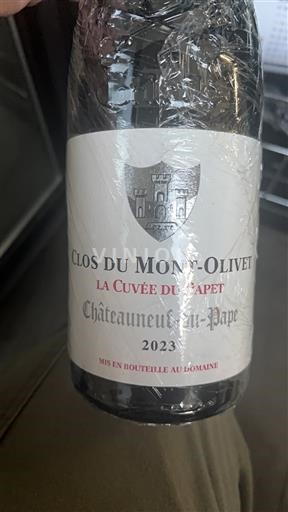 CLOS DU MONT-OLIVET
LA CUVÉE DU PAPET
Châteauneuf-du-Pape
2023
MIS EN BOUTEILLE AU DOMAINE